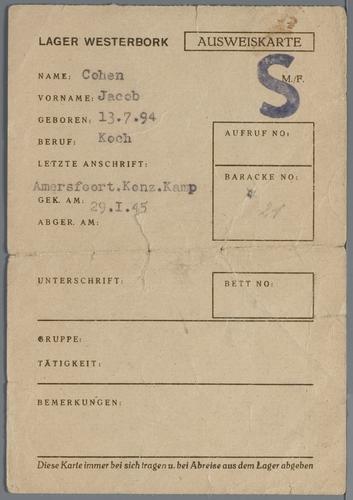 LAGER WESTERBORK AUSWEISKARTE
NAME: Cohen S M./F.
VORNAME: Jacob
GEBOREN: 13.7.94
BERUF: Koch AUFRUF NO:
LETZTE ANSCHRIFT:
Amersfoort.Konz.Kamp BARACKE NO:
GEK. AM: 29.I.45 21
ABGER. AM:
UNTERSCHRIFT: BETT NO:
GRUPPE:
TÄTIGKEIT:
BEMERKUNGEN:
Diese Karte immer bei sich tragen u. bei Abreise aus dem Lager abgeben